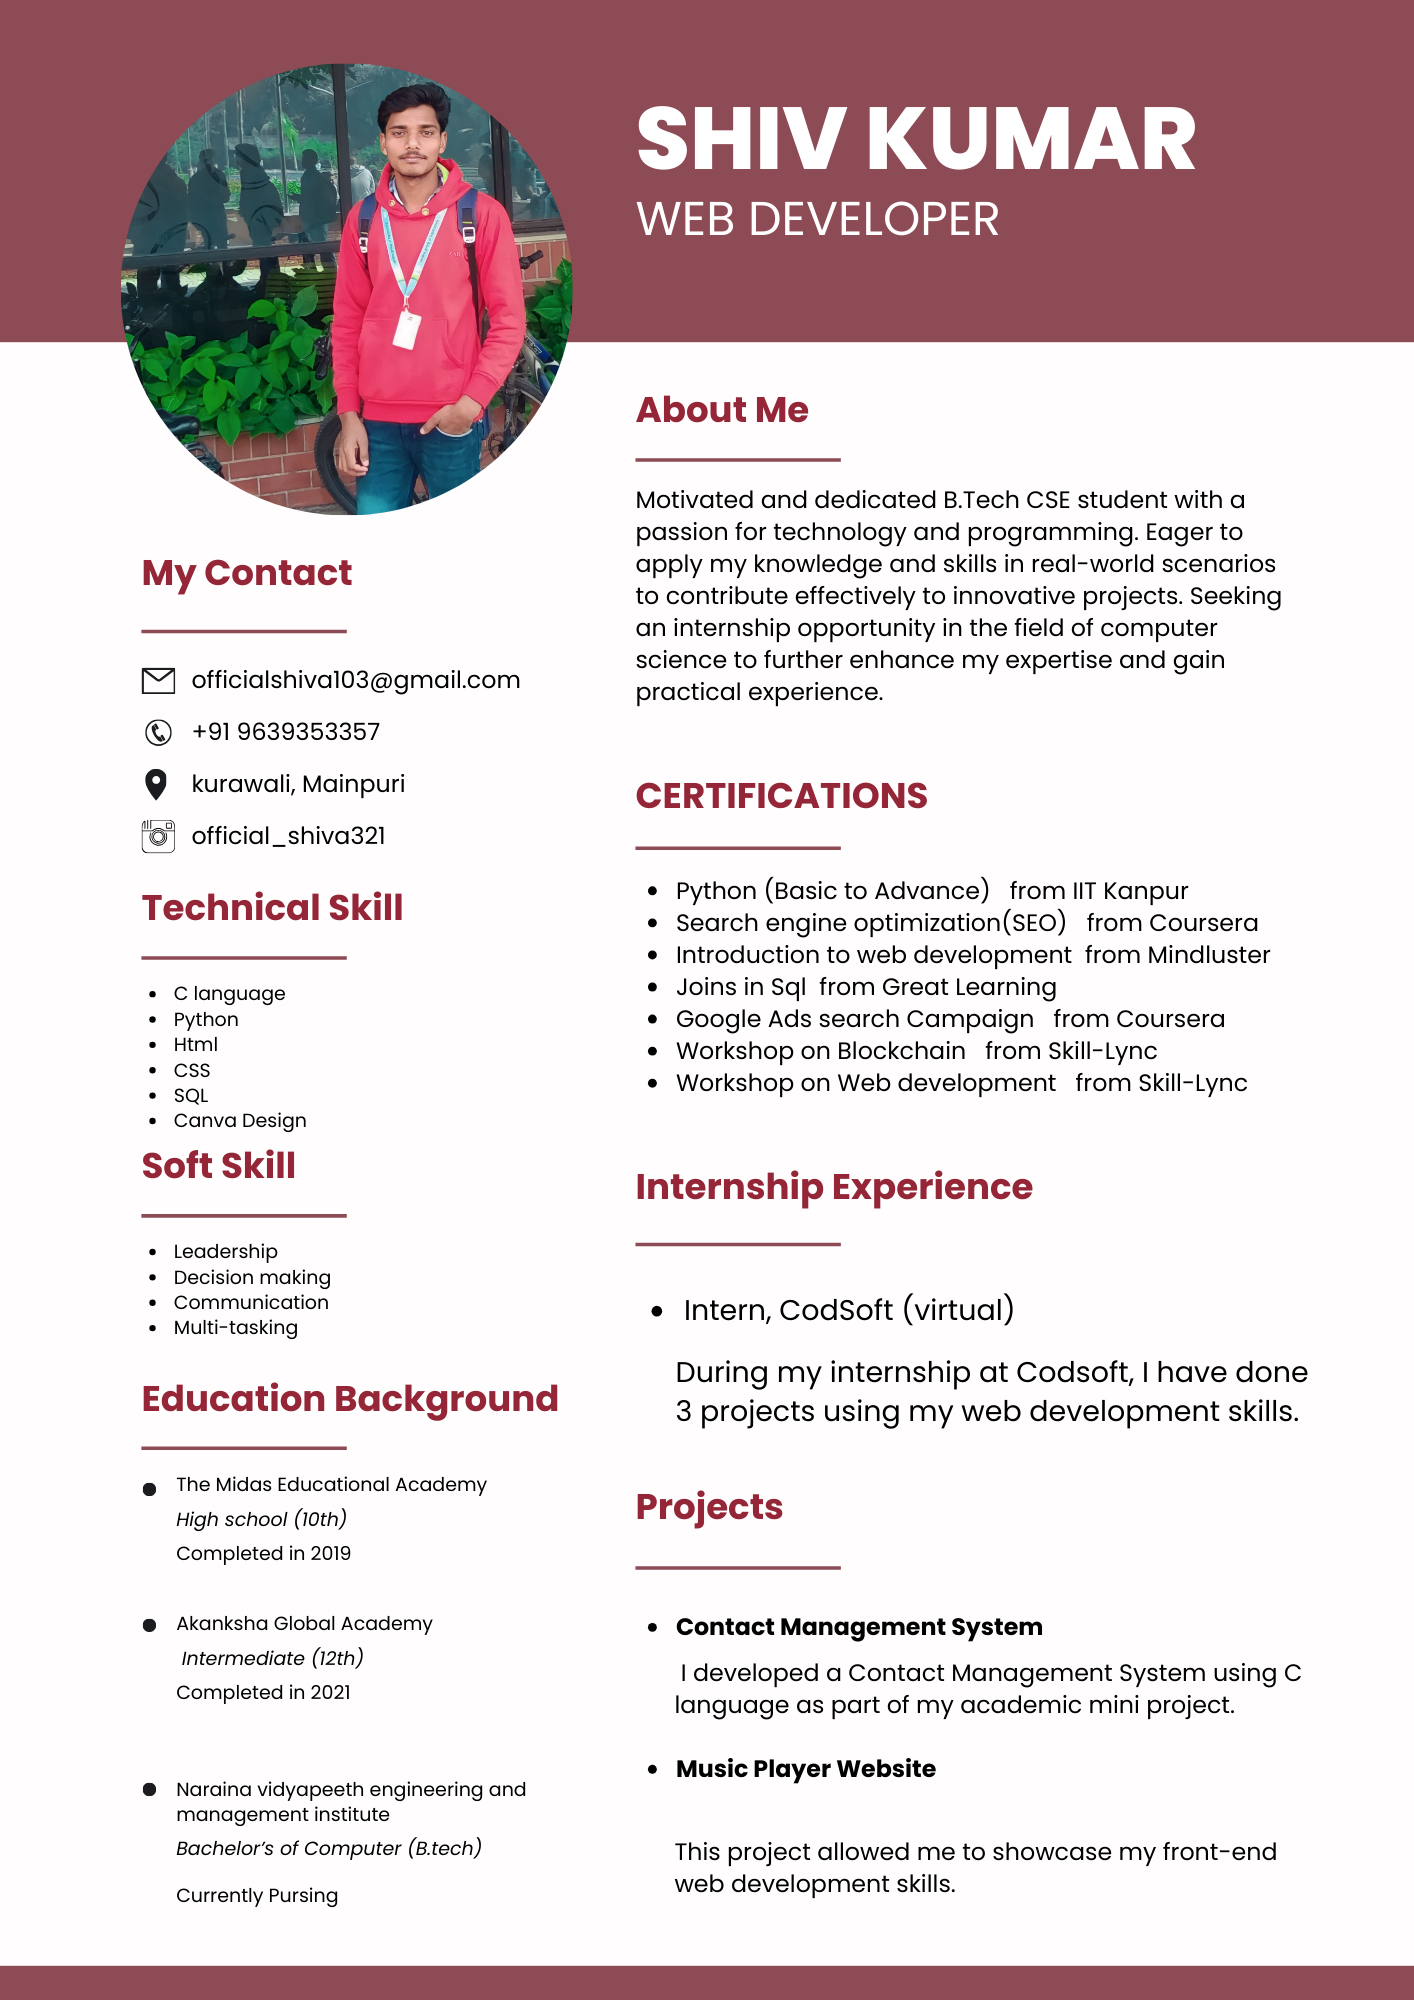 SHIV KUMAR
WEB DEVELOPER
My Contact
officialshiva103@gmail.com
+91 9639353357
kurawali, Mainpuri
official_shiva321
Technical Skill
C language
Python
Html
CSS
SQL
Canva Design
Soft Skill
Leadership
Decision making
Communication
Multi-tasking
Education Background
The Midas Educational Academy
High school (10th)
Completed in 2019
Akanksha Global Academy
Intermediate (12th)
Completed in 2021
Naraina vidyapeeth engineering and
management institute
Bachelor’s of Computer (B.tech)
Currently Pursing
About Me
Motivated and dedicated B.Tech CSE student with a
passion for technology and programming. Eager to
apply my knowledge and skills in real-world scenarios
to contribute effectively to innovative projects. Seeking
an internship opportunity in the field of computer
science to further enhance my expertise and gain
practical experience.
CERTIFICATIONS
Python (Basic to Advance) from IIT Kanpur
Search engine optimization(SEO) from Coursera
Introduction to web development from Mindluster
Joins in Sql from Great Learning
Google Ads search Campaign from Coursera
Workshop on Blockchain from Skill-Lync
Workshop on Web development from Skill-Lync
Internship Experience
Intern, CodSoft (virtual)
During my internship at Codsoft, I have done
3 projects using my web development skills.
Projects
Contact Management System
I developed a Contact Management System using C
language as part of my academic mini project.
Music Player Website
This project allowed me to showcase my front-end
web development skills.